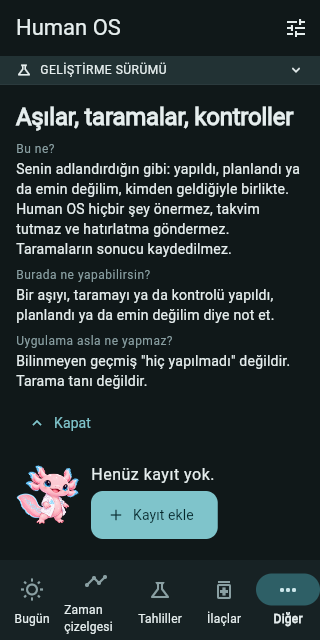 Human OS
GELİŞTİRME SÜRÜMÜ
Aşılar, taramalar, kontroller
Bu ne?
Senin adlandırdığın gibi: yapıldı, planlandı ya
da emin değilim, kimden geldiğiyle birlikte.
Human OS hiçbir şey önermez, takvim
tutmaz ve hatırlatma göndermez.
Taramaların sonucu kaydedilmez.
Burada ne yapabilirsin?
Bir aşıyı, taramayı ya da kontrolü yapıldı,
planlandı ya da emin değilim diye not et.
Uygulama asla ne yapmaz?
Bilinmeyen geçmiş "hiç yapılmadı" değildir.
Tarama tanı değildir.
Kapat
Henüz kayıt yok.
Kayıt ekle
Bugün
Zaman
çizelgesi
Tahliller
İlaçlar
Diğer